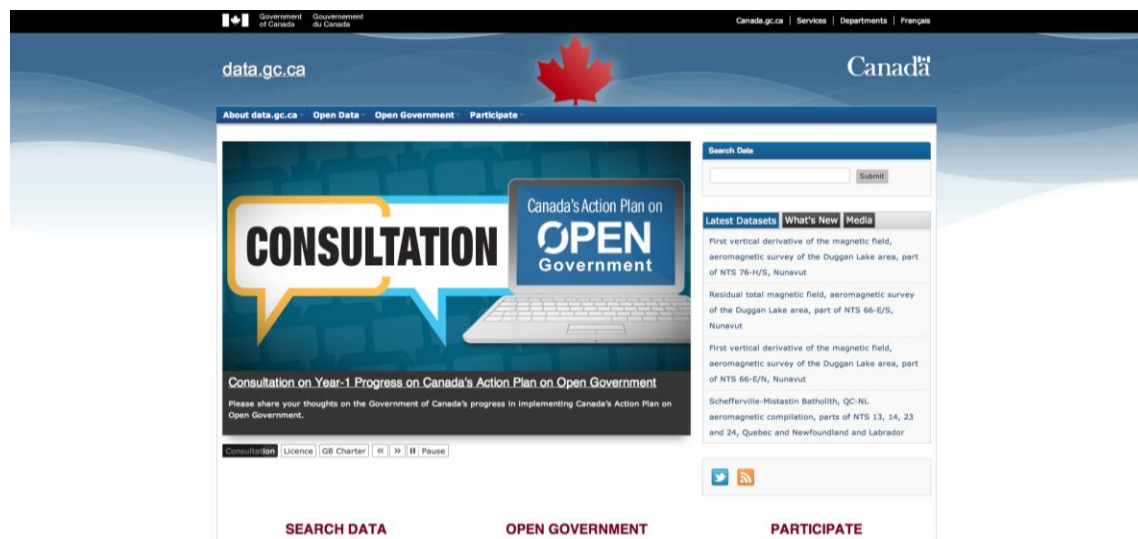 Government of Canada
Gouvernement du Canada
Canada.gc.ca | Services | Departments | Français
data.gc.ca
Canada
About data.gc.ca
Open Data
Open Government
Participate
CONSULTATION
Canada's Action Plan on
OPEN
Government
Consultation on Year-1 Progress on Canada's Action Plan on Open Government
Please share your thoughts on the Government of Canada's progress in implementing Canada's Action Plan on
Open Government.
Consultation
Licence
G8 Charter
Pause
Search Data
Submit
Latest Datasets
What's New
Media
First vertical derivative of the magnetic field,
aeromagnetic survey of the Duggan Lake area, part
of NTS 76-H/S, Nunavut
Residual total magnetic field, aeromagnetic survey
of the Duggan Lake area, part of NTS 66-E/S,
Nunavut
First vertical derivative of the magnetic field,
aeromagnetic survey of the Duggan Lake area, part
of NTS 66-E/N, Nunavut
Schefferville-Mistastin Batholith, QC-NL
aeromagnetic compilation, parts of NTS 13, 14, 23
and 24, Quebec and Newfoundland and Labrador
SEARCH DATA
OPEN GOVERNMENT
PARTICIPATE